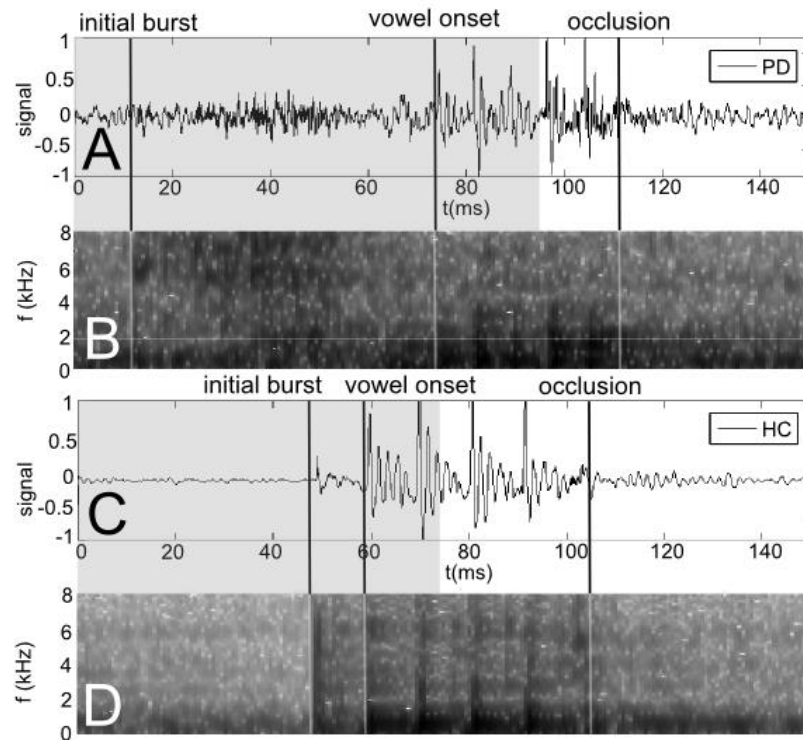 initial burst vowel onset occlusion
1
0.5
0
-0.5
-1
signal
PD
A
0 20 40 60 80 100 120 140
t(ms)
8
6
4
2
0
f (kHz)
B
initial burst vowel onset occlusion
1
0.5
0
-0.5
-1
signal
HC
C
0 20 40 60 80 100 120 140
t(ms)
8
6
4
2
0
f (kHz)
D